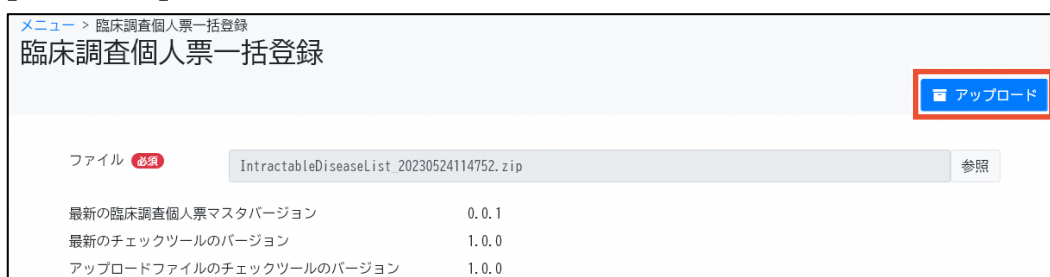 メニュー > 臨床調査個人票一括登録
臨床調査個人票一括登録
アップロード
ファイル 必須 IntractableDiseaseList_20230524114752.zip 参照
最新の臨床調査個人票マスタバージョン 0.0.1
最新のチェックツールのバージョン 1.0.0
アップロードファイルのチェックツールのバージョン 1.0.0